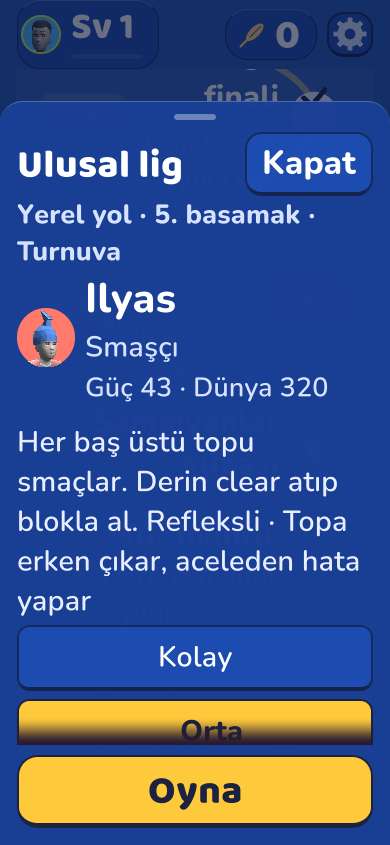 Sv 1
0
finali
Ulusal lig
Kapat
Yerel yol · 5. basamak ·
Turnuva
Ilyas
Smaşçı
Güç 43 · Dünya 320
Her baş üstü topu
smaçlar. Derin clear atıp
blokla al. Refleksli · Topa
erken çıkar, aceleden hata
yapar
Kolay
Orta
Oyna